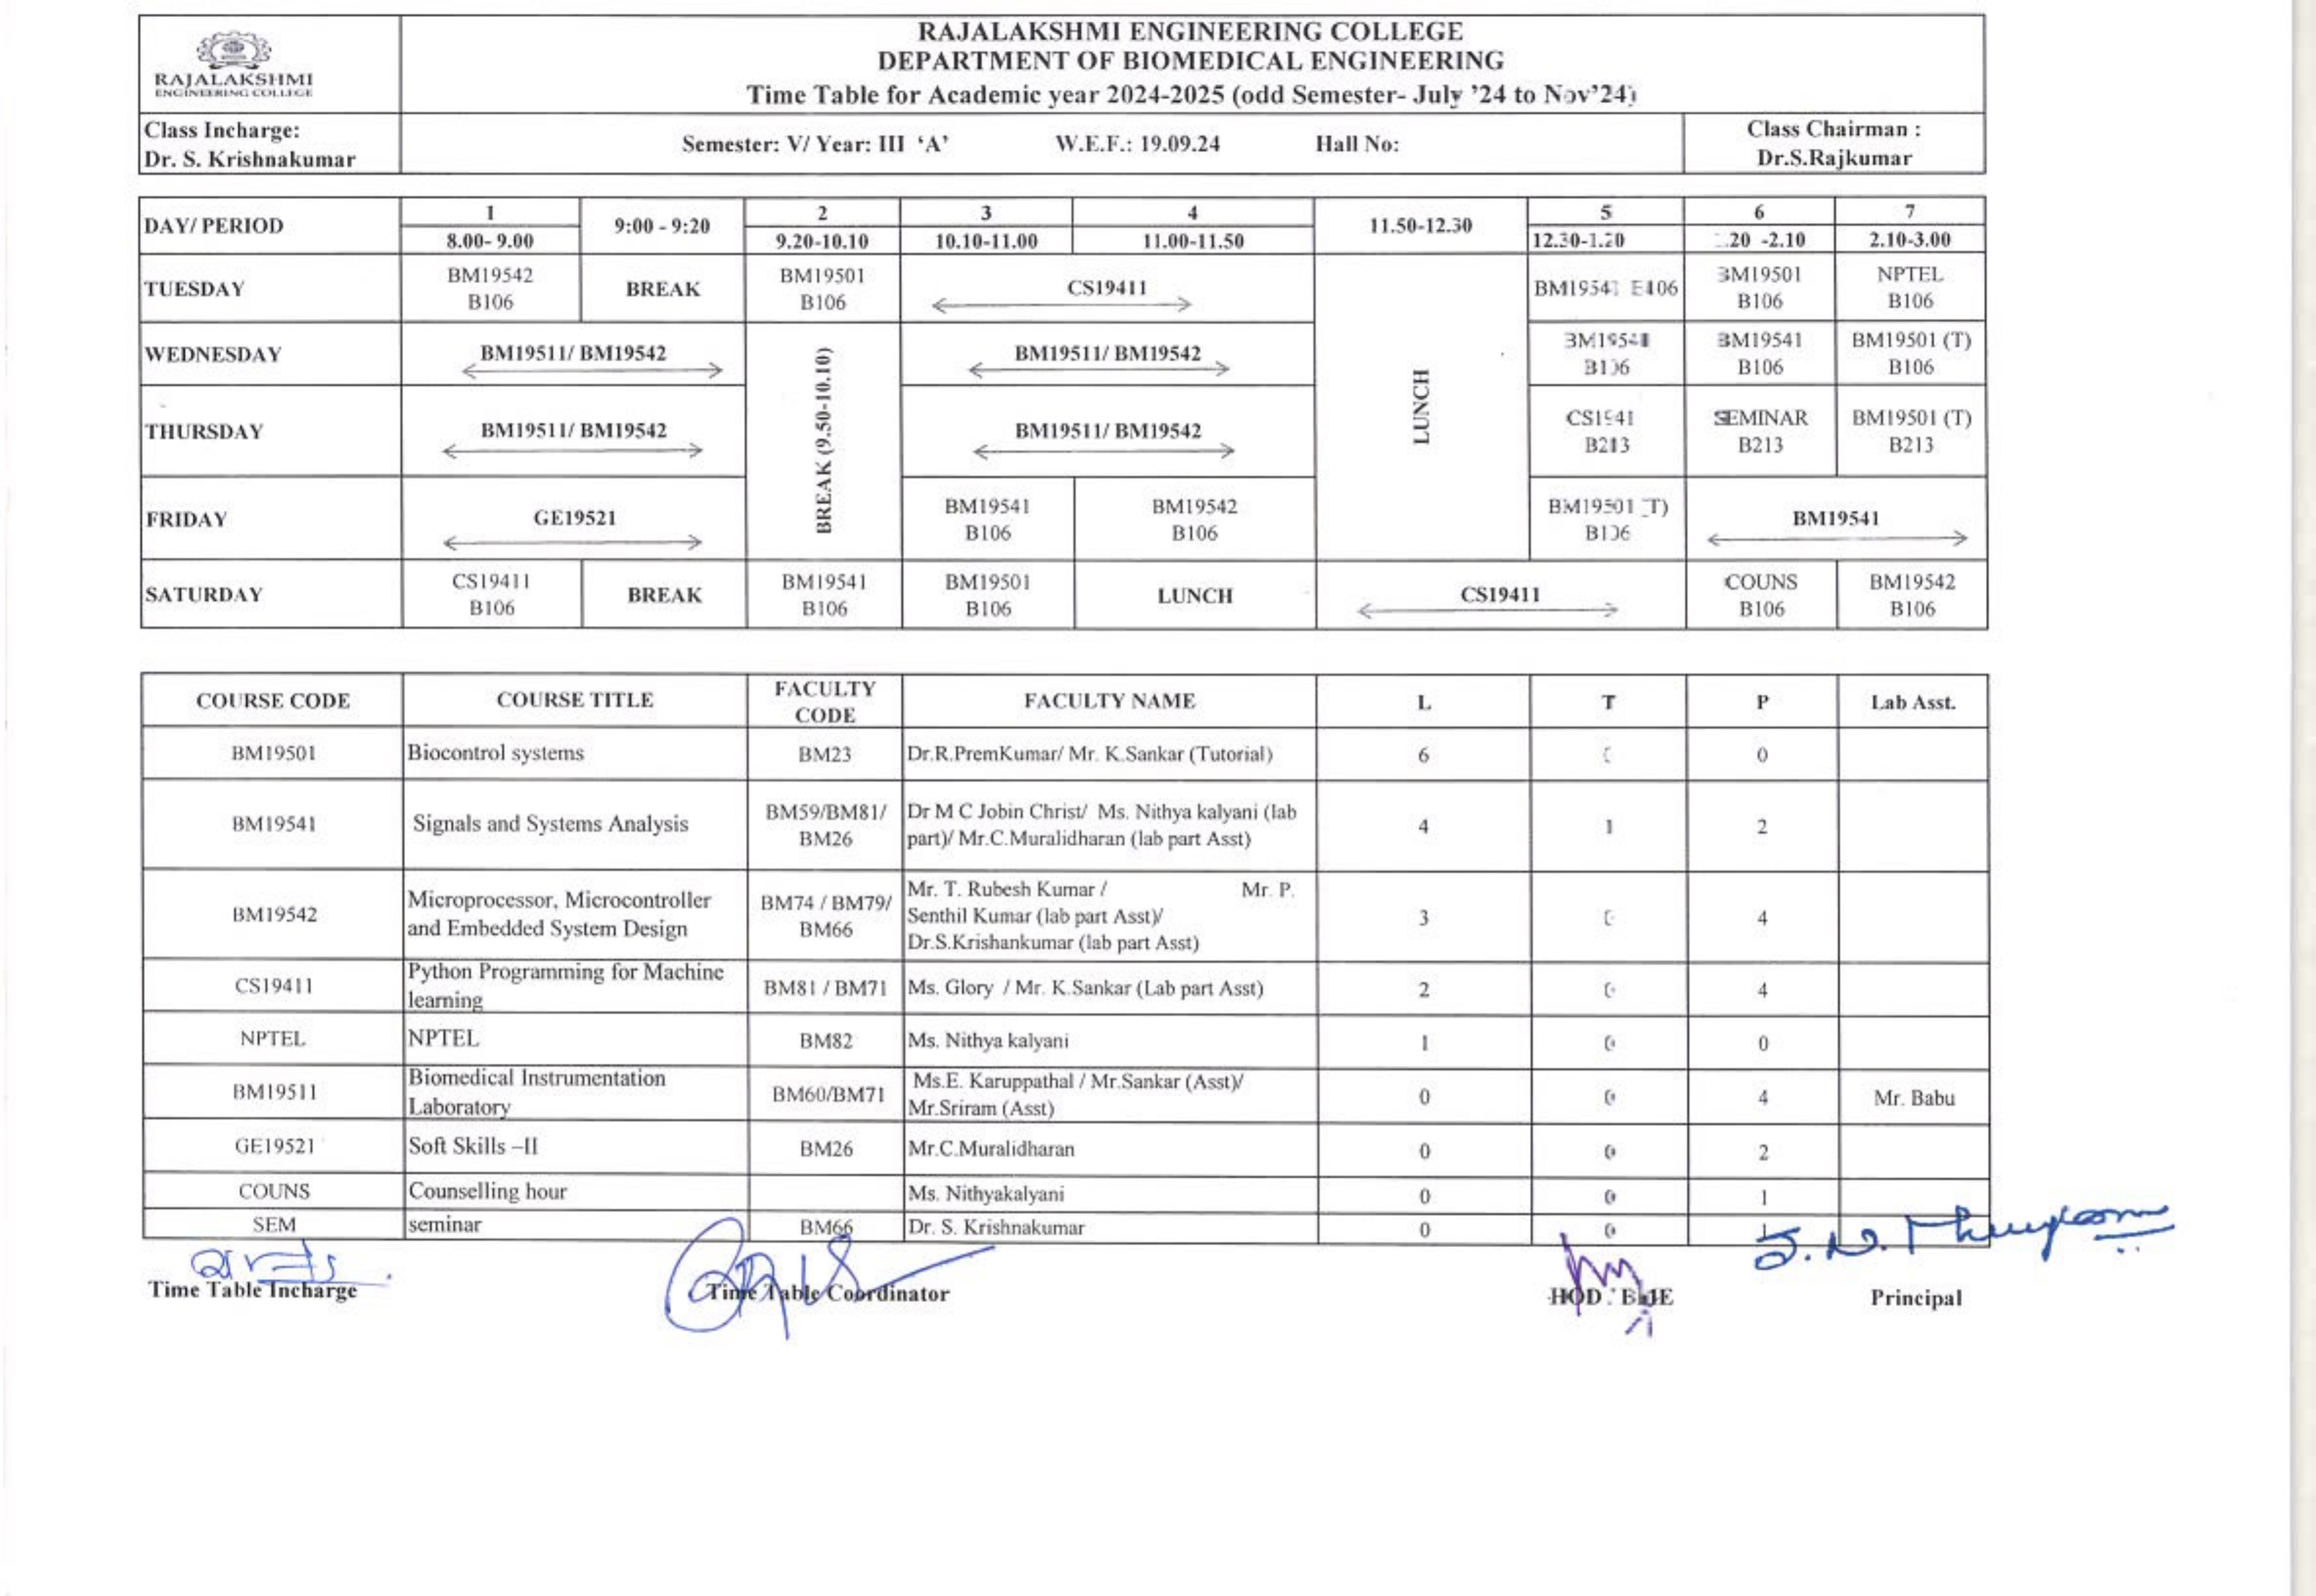 RAJALAKSHMI
ENGINEERING COLLEGE
RAJALAKSHMI ENGINEERING COLLEGE
DEPARTMENT OF BIOMEDICAL ENGINEERING
Time Table for Academic year 2024-2025 (odd Semester- July ’24 to Nov’24)
Class Incharge:
Dr. S. Krishnakumar
Semester: V/ Year: III ‘A’ W.E.F.: 19.09.24 Hall No:
Class Chairman :
Dr.S.Rajkumar
DAY/ PERIOD 1 9:00 - 9:20 2 3 4 11.50-12.30 5 6 7
8.00- 9.00 9.20-10.10 10.10-11.00 11.00-11.50 12.30-1.20 .20 -2.10 2.10-3.00
TUESDAY
BM19542
B106
BREAK
BM19501
B106
CS19411
BM19501
B106
NPTEL
B106
WEDNESDAY
BM19511/ BM19542
BREAK (9.50-10.10)
BM19511/ BM19542
LUNCH
BM19541
B106
BM19501 (T)
B106
THURSDAY
BM19511/ BM19542
BM19511/ BM19542
B213
SEMINAR
B213
BM19501 (T)
B213
FRIDAY
GE19521
BM19541
B106
BM19542
B106
BM19501 (T)
B106
BM19541
SATURDAY
CS19411
B106
BREAK
BM19541
B106
BM19501
B106
LUNCH
CS19411
COUNS
B106
BM19542
B106
COURSE CODE COURSE TITLE FACULTY CODE FACULTY NAME L T P Lab Asst.
BM19501 Biocontrol systems BM23 Dr.R.PremKumar/ Mr. K.Sankar (Tutorial) 6 0
BM19541 Signals and Systems Analysis BM59/BM81/ BM26 Dr M C Jobin Christ/ Ms. Nithya kalyani (lab
part)/ Mr.C.Muralidharan (lab part Asst) 4 1 2
BM19542 Microprocessor, Microcontroller
and Embedded System Design BM74 / BM79/
BM66 Mr. T. Rubesh Kumar / Mr. P.
Senthil Kumar (lab part Asst)/
Dr.S.Krishankumar (lab part Asst) 3 4
CS19411 Python Programming for Machine
learning BM81 / BM71 Ms. Glory / Mr. K.Sankar (Lab part Asst) 2 4
NPTEL NPTEL BM82 Ms. Nithya kalyani 1 0 0
BM19511 Biomedical Instrumentation
Laboratory BM60/BM71 Ms.E. Karuppathal / Mr.Sankar (Asst)/
Mr.Sriram (Asst) 0 0 4 Mr. Babu
GE19521 Soft Skills –II BM26 Mr.C.Muralidharan 0 0 2
COUNS Counselling hour Ms. Nithyakalyani 0 0 1
SEM seminar BM66 Dr. S. Krishnakumar 0 0 1
Time Table Incharge Time Table Coordinator HOD Principal